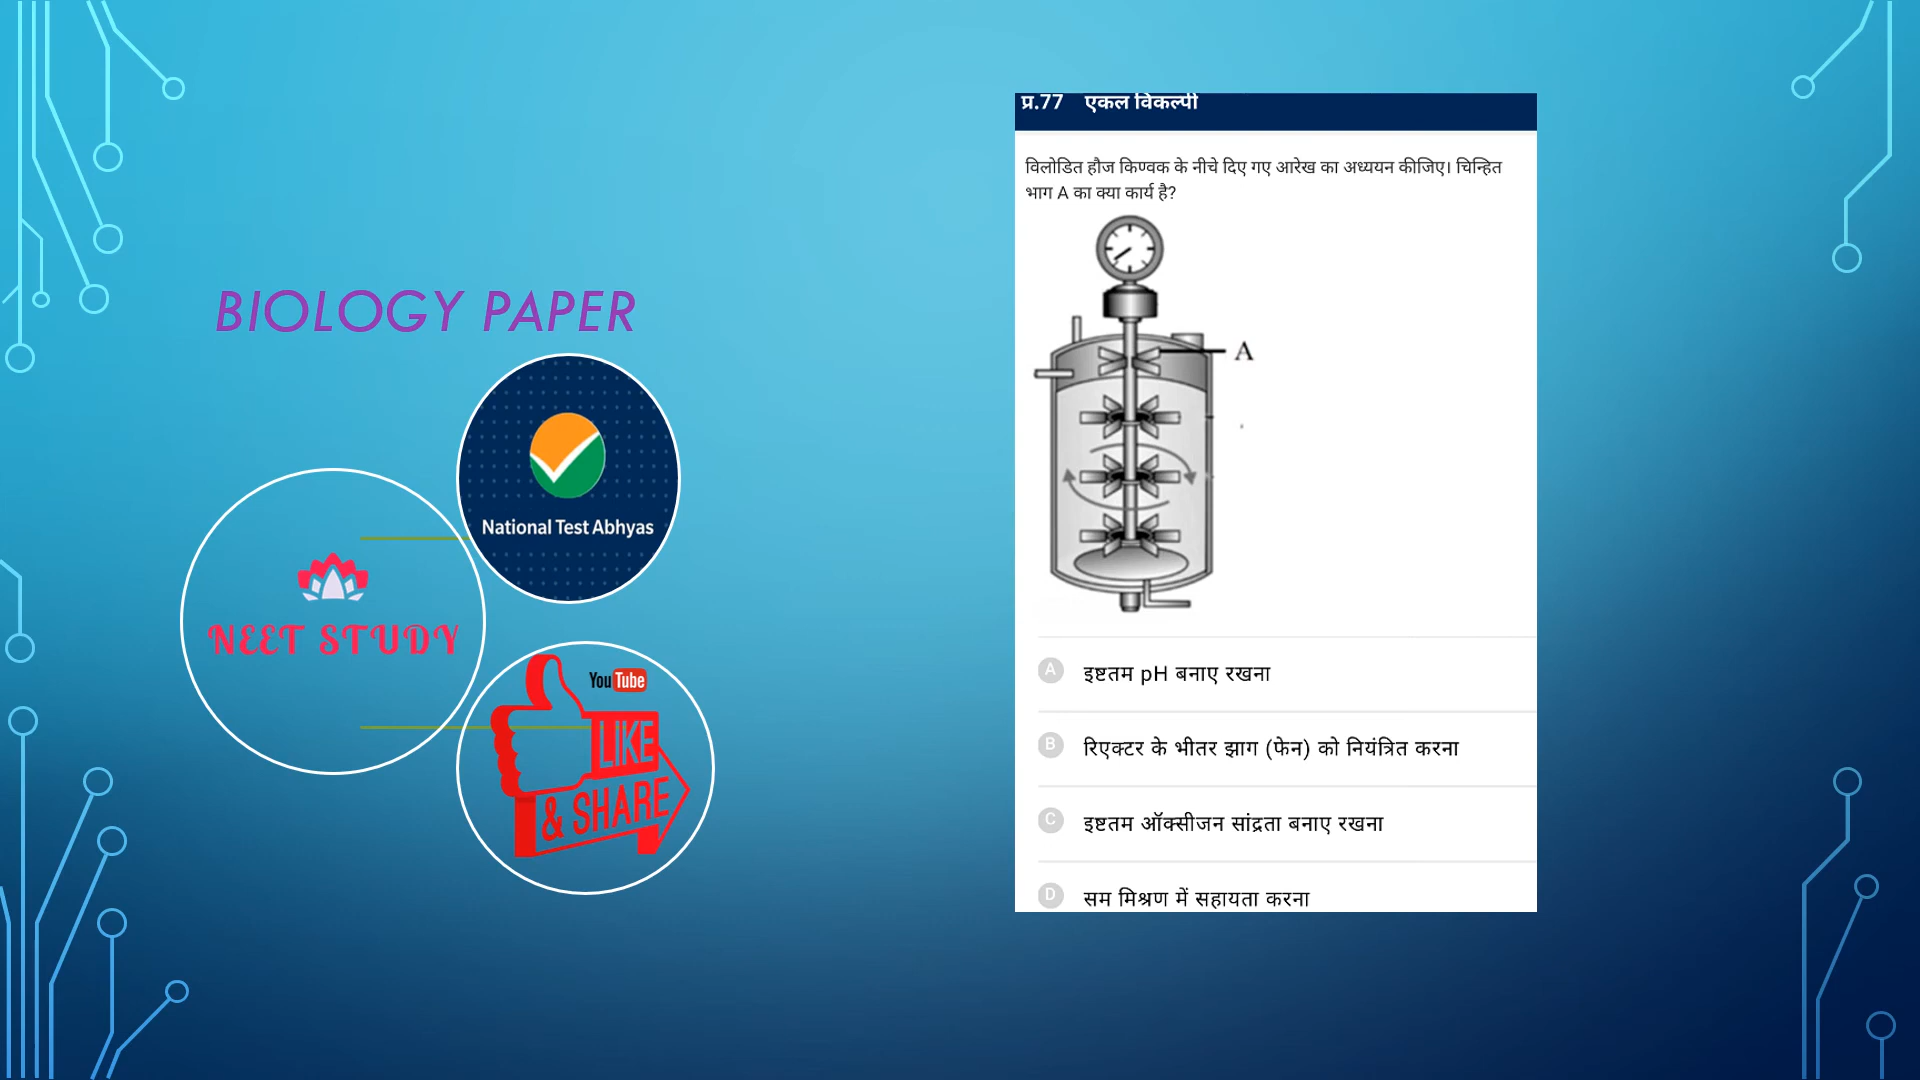 BIOLOGY PAPER
National Test Abhyas
NEET STUDY
You Tube
LIKE
& SHARE
प्र.77 एकल विकल्पी
विलोडित हौज किण्वक के नीचे दिए गए आरेख का अध्ययन कीजिए। चिन्हित
भाग A का क्या कार्य है?
A
A इष्टतम pH बनाए रखना
B रिएक्टर के भीतर झाग (फेन) को नियंत्रित करना
C इष्टतम ऑक्सीजन सांद्रता बनाए रखना
D सम मिश्रण में सहायता करना